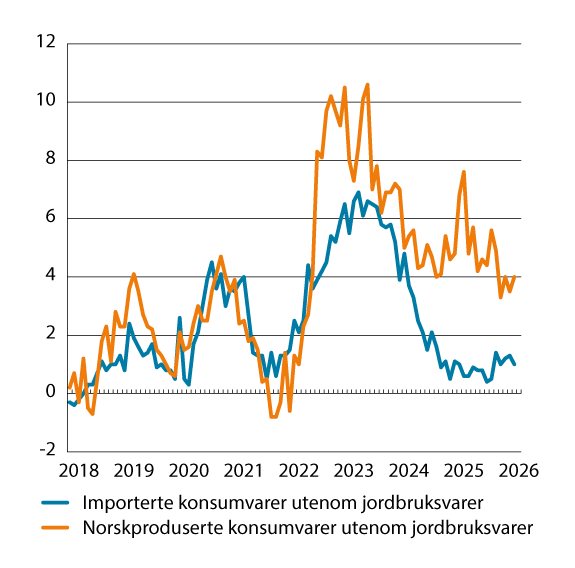 12
10
8
6
4
2
0
-2
2018 2019 2020 2021 2022 2023 2024 2025 2026
Importerte konsumvarer utenom jordbruksvarer
Norskproduserte konsumvarer utenom jordbruksvarer